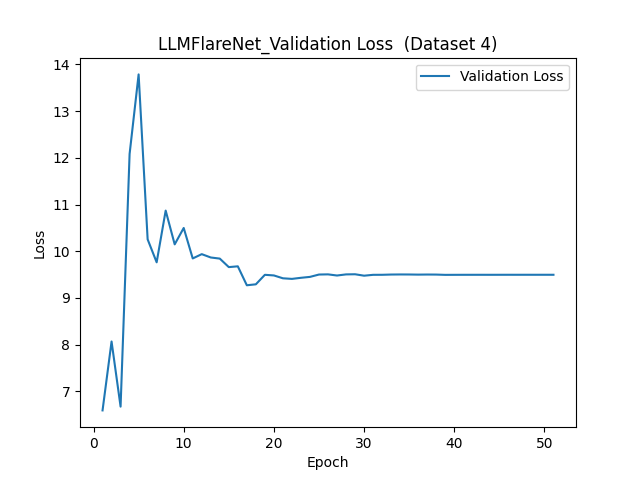 LLMFlareNet_Validation Loss  (Dataset 4)
Validation Loss
14
13
12
11
10
9
8
7
Loss
0 10 20 30 40 50
Epoch